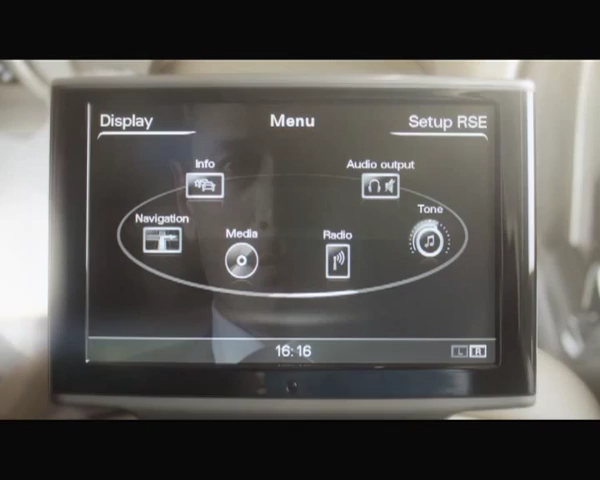 Display
Menu
Setup RSE
Info
Audio output
Navigation
Media
Radio
Tone
16:16
L R